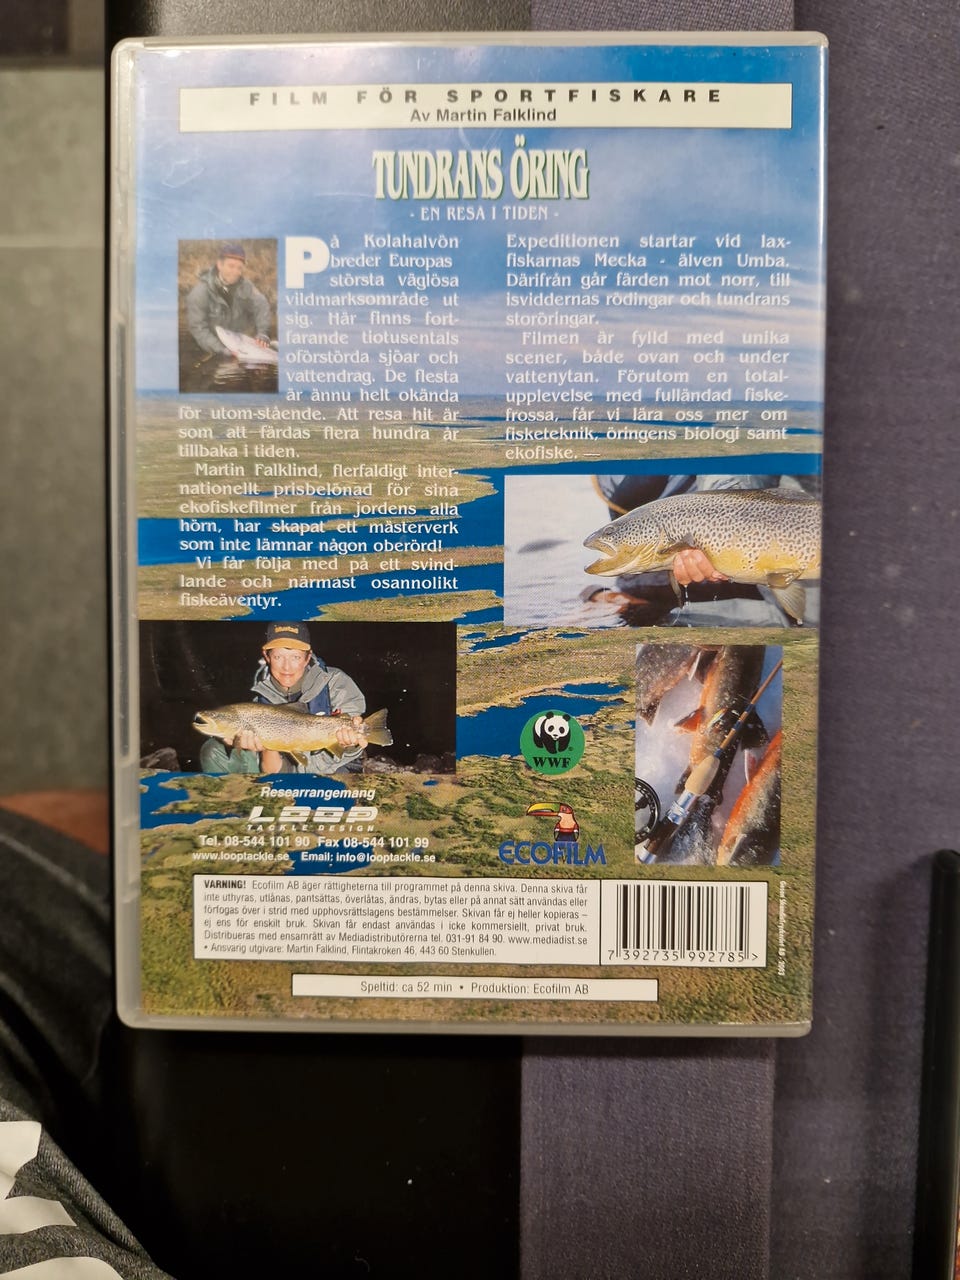 FILM FÖR SPORTFISKARE
Av Martin Falklind
TUNDRANS ÖRING
- EN RESA I TIDEN -
På Kolahalvön
breder Europas
största väglösa
vildmarksområde ut
sig. Här finns fort-
farande tiotusentals
oförstörda sjöar och
vattendrag. De flesta
är ännu helt okända
för utom-stående. Att resa hit är
som att färdas flera hundra år
tillbaka i tiden.
Martin Falklind, flerfaldigt inter-
nationellt prisbelönad för sina
ekofiskefilmer från jordens alla
hörn, har skapat ett mästerverk
som inte lämnar någon oberörd!
Vi får följa med på ett svind-
lande och närmast osannolikt
fiskeäventyr.
Expeditionen startar vid lax-
fiskarnas Mecka - älven Umba.
Därifrån går färden mot norr, till
isviddernas rödingar och tundrans
storöringar.
Filmen är fylld med unika
scener, både ovan och under
vattenytan. Förutom en total-
upplevelse med fulländad fiske-
frossa, får vi lära oss mer om
fisketeknik, öringens biologi samt
ekofiske.
WWF
Researrangemang
LOOP
TACKLE DESIGN
Tel. 08-544 101 90 Fax 08-544 101 99
www.looptackle.se Email: info@looptackle.se
ECOFILM
VARNING! Ecofilm AB äger rättigheterna till programmet på denna skiva. Denna skiva får
inte uthyras, utlånas, pantsättas, överlåtas, ändras, bytas eller på annat sätt användas eller
förfogas över i strid med upphovsrättslagens bestämmelser. Skivan får ej heller kopieras –
ej ens för enskilt bruk. Skivan får endast användas i icke kommersiellt, privat bruk.
Distribueras med ensamrätt av Mediadistributörerna tel. 031-91 84 90. www.mediadist.se
• Ansvarig utgivare: Martin Falklind, Flintakroken 46, 443 60 Stenkullen.
7 392735 992785 >
Speltid: ca 52 min • Produktion: Ecofilm AB